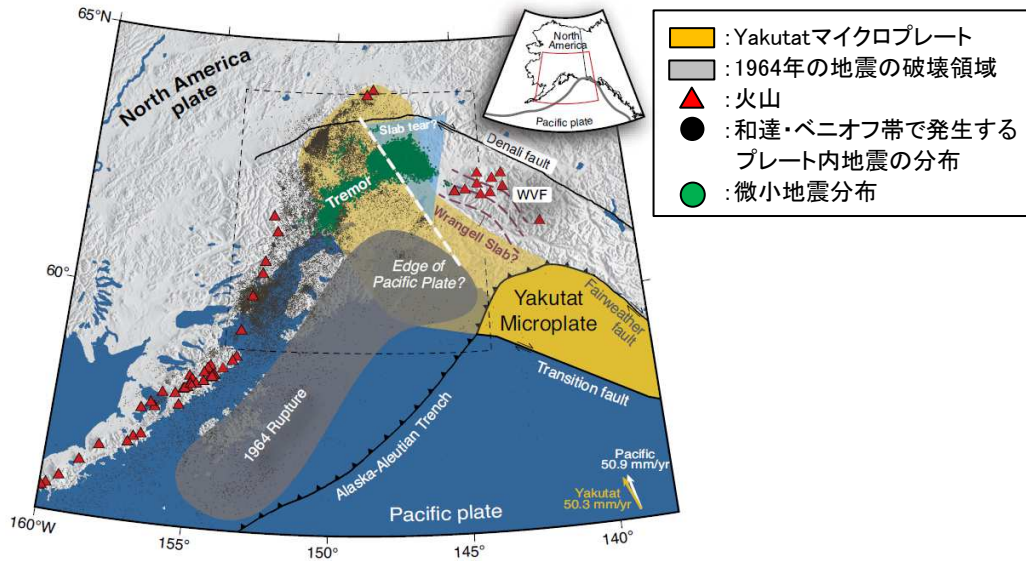 65°N
North America
plate
North
America
Pacific plate
Slab tear?
Denali fault
Tremor
WVF
Wrangell Slab?
60°
Edge of
Pacific Plate?
Yakutat
Microplate
Fairweather
fault
Transition fault
1964 Rupture
Alaska-Aleutian Trench
Pacific
50.9 mm/yr
Yakutat
50.3 mm/yr
Pacific plate
160°W
155°
150°
145°
140°
:Yakutatマイクロプレート
:1964年の地震の破壊領域
:火山
:和達・ベニオフ帯で発生する
プレート内地震の分布
:微小地震分布